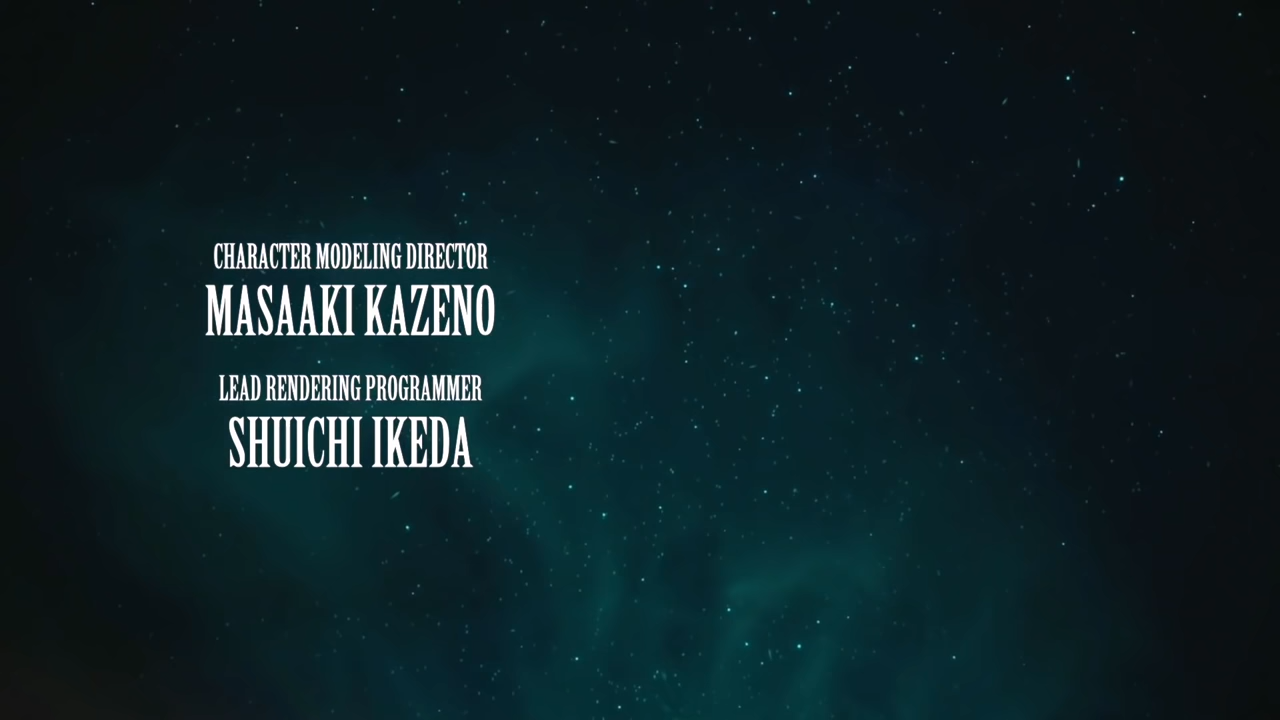 CHARACTER MODELING DIRECTOR
MASAAKI KAZENO
LEAD RENDERING PROGRAMMER
SHUICHI IKEDA